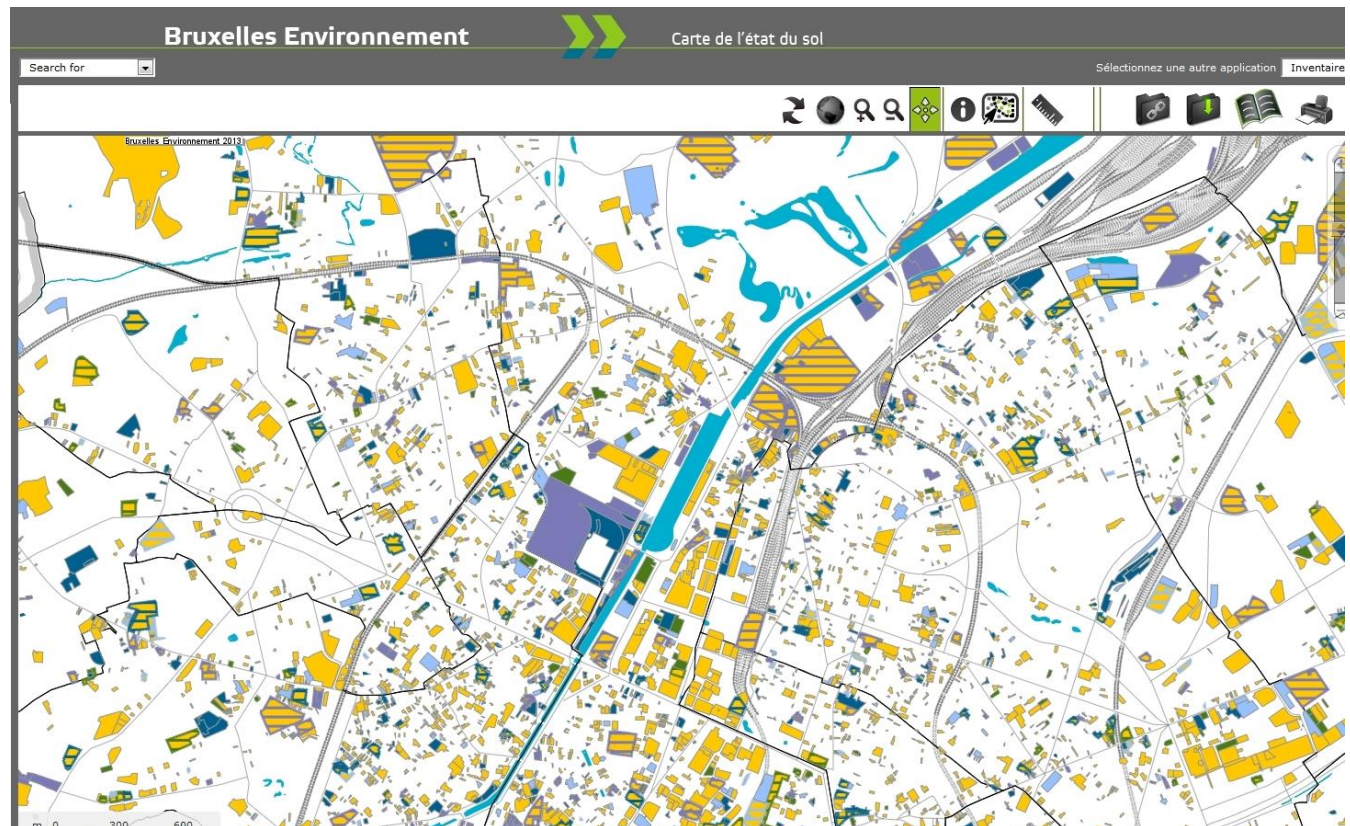 Bruxelles Environnement
Carte de l'état du sol
Search for
Sélectionnez une autre application Inventaire
Bruxelles Environnement 2013
m 0 300 600